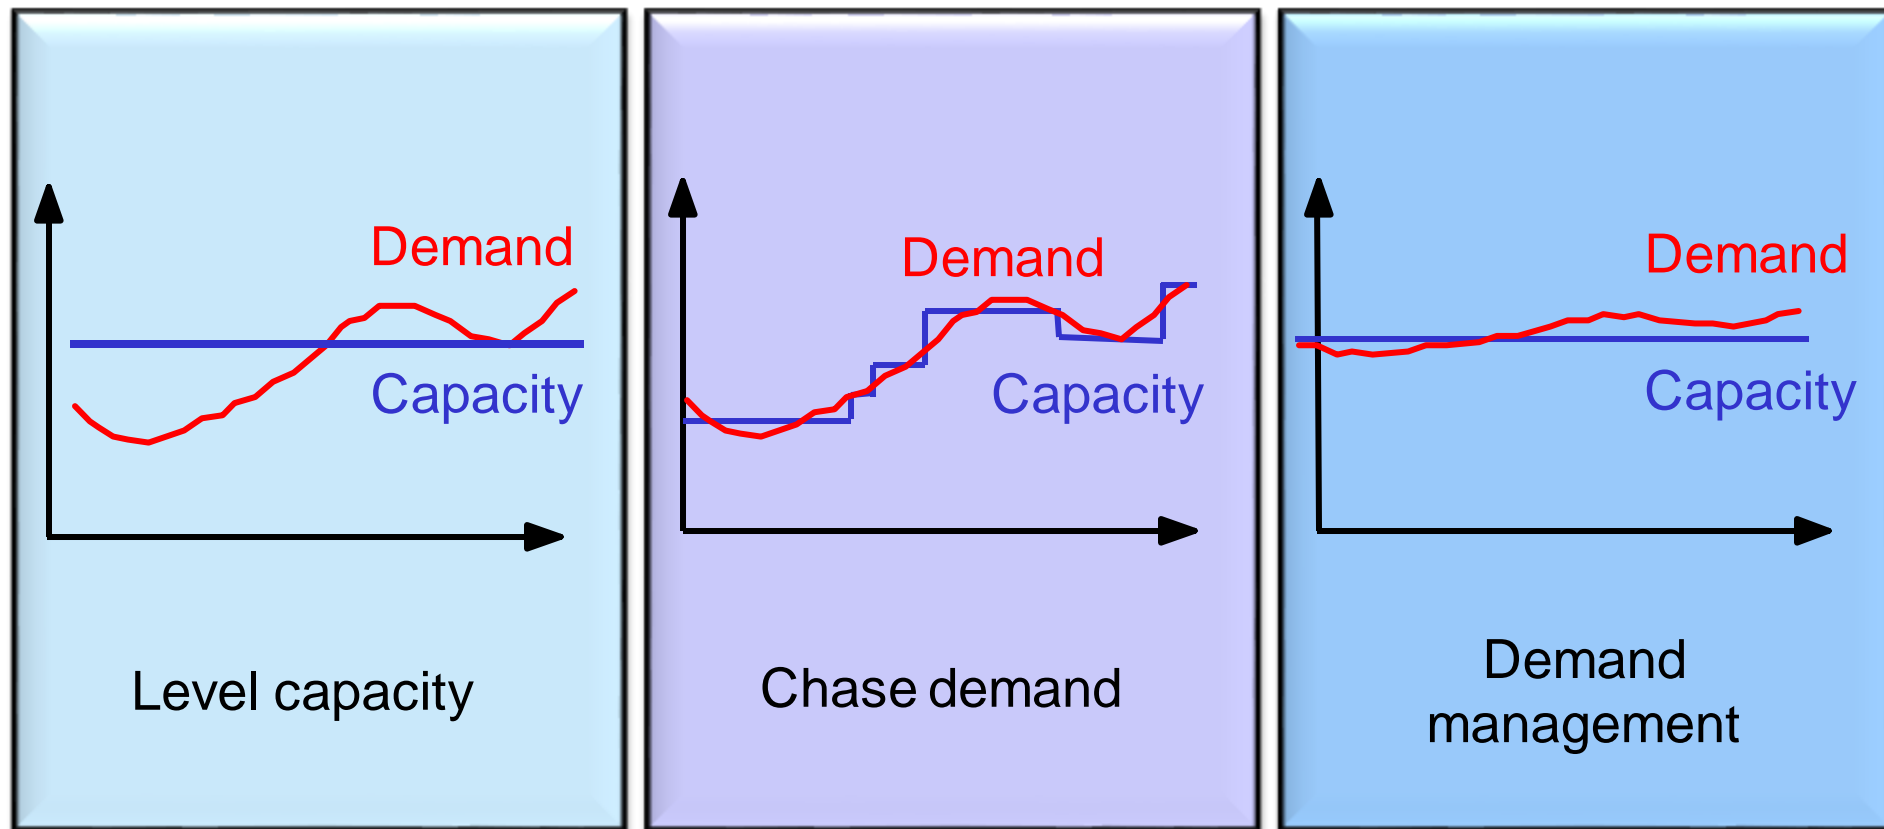 Demand
Capacity
Level capacity
Demand
Capacity
Chase demand
Demand
Capacity
Demand
management